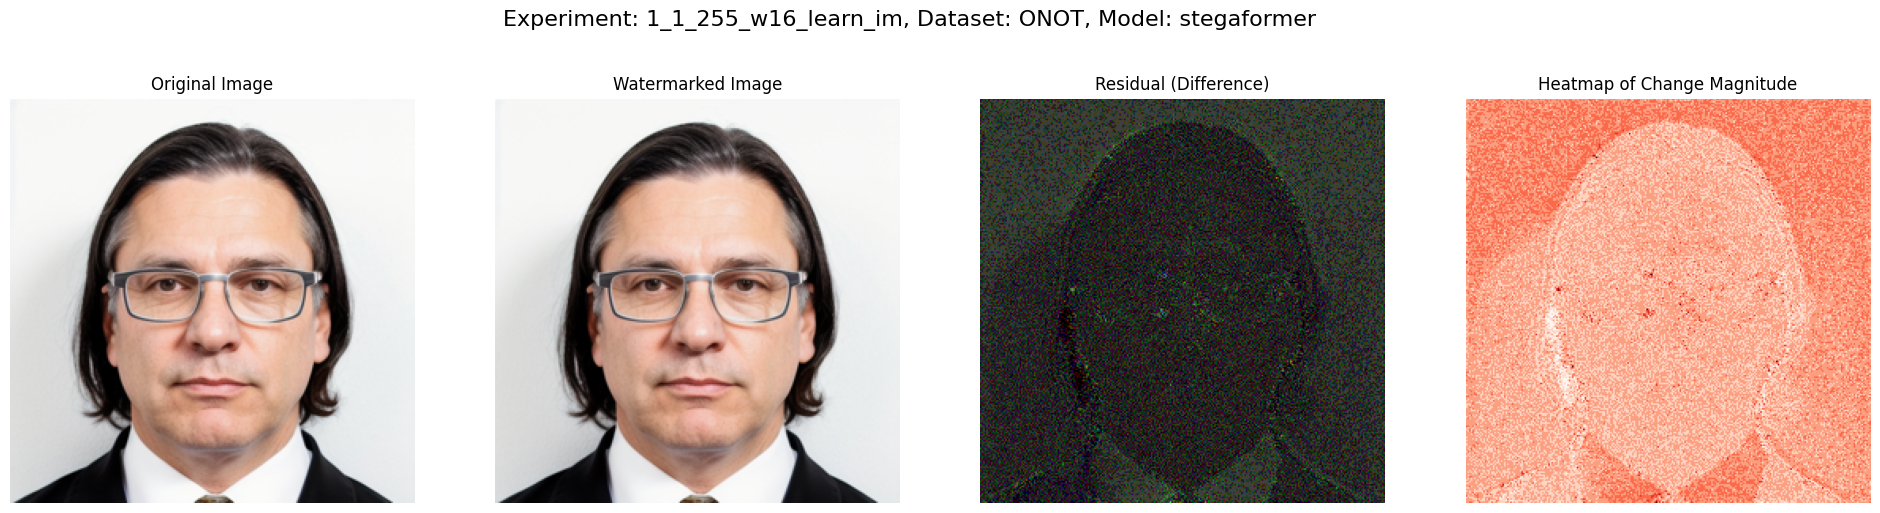 Experiment: 1_1_255_w16_learn_im, Dataset: ONOT, Model: stegaformer
Original Image
Watermarked Image
Residual (Difference)
Heatmap of Change Magnitude